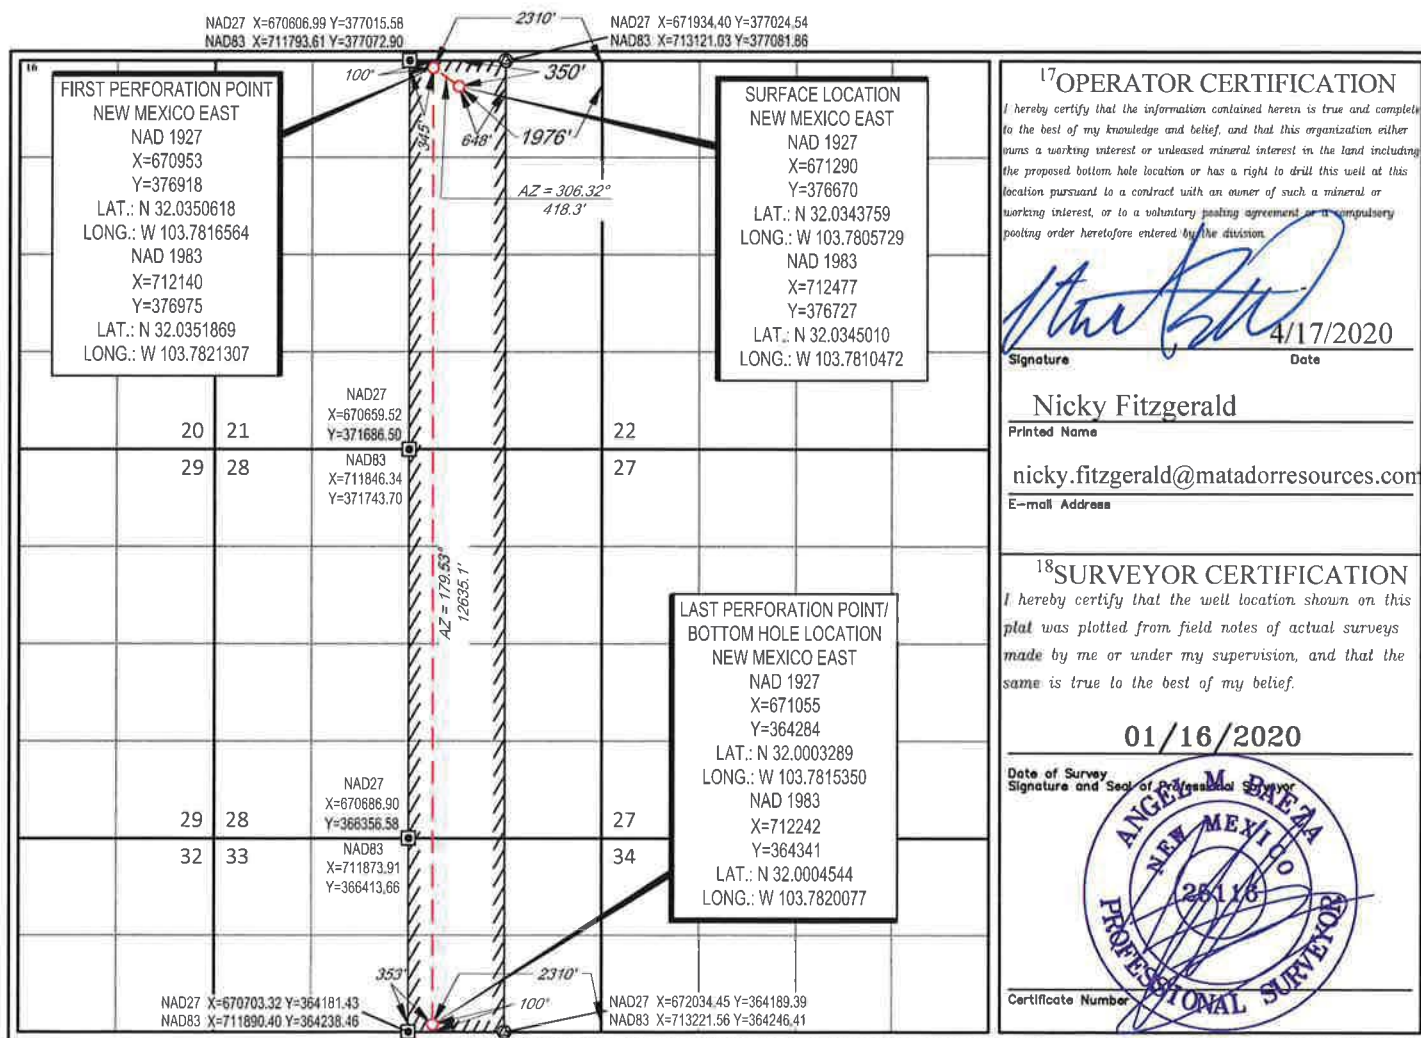 NAD27 X=670606.99 Y=377015.58
NAD83 X=711793.61 Y=377072.90
2310'
NAD27 X=671934.40 Y=377024.54
NAD83 X=713121.03 Y=377081.86
16
100'
350'
345'
648'
1976'
AZ = 306.32°
418.3'
FIRST PERFORATION POINT
NEW MEXICO EAST
NAD 1927
X=670953
Y=376918
LAT.: N 32.0350618
LONG.: W 103.7816564
NAD 1983
X=712140
Y=376975
LAT.: N 32.0351869
LONG.: W 103.7821307
SURFACE LOCATION
NEW MEXICO EAST
NAD 1927
X=671290
Y=376670
LAT.: N 32.0343759
LONG.: W 103.7805729
NAD 1983
X=712477
Y=376727
LAT.: N 32.0345010
LONG.: W 103.7810472
NAD27
X=670659.52
Y=371686.50
20 21
22
29 28
27
NAD83
X=711846.34
Y=371743.70
AZ = 179.53°
12635.1'
LAST PERFORATION POINT/
BOTTOM HOLE LOCATION
NEW MEXICO EAST
NAD 1927
X=671055
Y=364284
LAT.: N 32.0003289
LONG.: W 103.7815350
NAD 1983
X=712242
Y=364341
LAT.: N 32.0004544
LONG.: W 103.7820077
NAD27
X=670686.90
Y=366356.58
29 28
27
32 33
34
NAD83
X=711873.91
Y=366413.66
353'
2310'
100'
NAD27 X=670703.32 Y=364181.43
NAD83 X=711890.40 Y=364238.46
NAD27 X=672034.45 Y=364189.39
NAD83 X=713221.56 Y=364246.41
17 OPERATOR CERTIFICATION
I hereby certify that the information contained herein is true and complete
to the best of my knowledge and belief, and that this organization either
owns a working interest or unleased mineral interest in the land including
the proposed bottom hole location or has a right to drill this well at this
location pursuant to a contract with an owner of such a mineral or
working interest, or to a voluntary pooling agreement or a compulsory
pooling order heretofore entered by the division.
4/17/2020
Signature Date
Nicky Fitzgerald
Printed Name
nicky.fitzgerald@matadorresources.com
E-mail Address
18 SURVEYOR CERTIFICATION
I hereby certify that the well location shown on this
plat was plotted from field notes of actual surveys
made by me or under my supervision, and that the
same is true to the best of my belief.
01/16/2020
Date of Survey
Signature and Seal of Professional Surveyor
ANGEL M. BAEZA
NEW MEXICO
25116
PROFESSIONAL SURVEYOR
Certificate Number